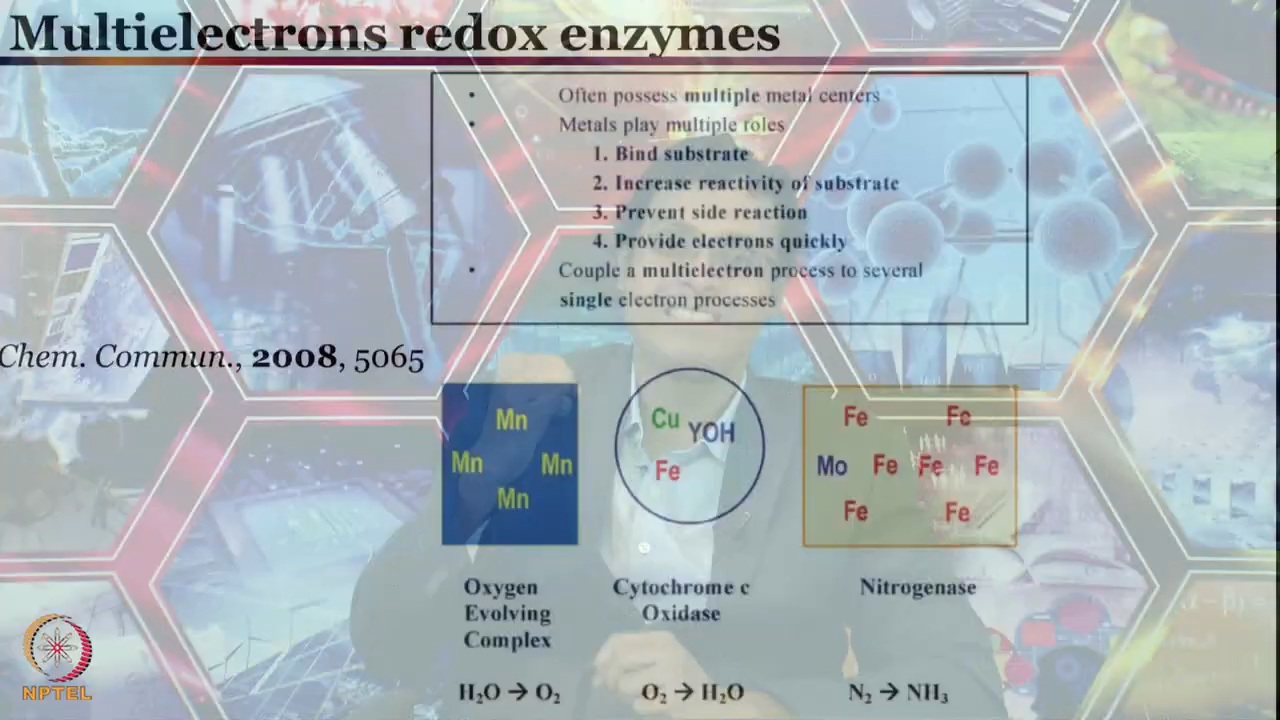 Multielectrons redox enzymes
• Often possess multiple metal centers
• Metals play multiple roles
1. Bind substrate
2. Increase reactivity of substrate
3. Prevent side reaction
4. Provide electrons quickly
• Couple a multielectron process to several
single electron processes
Chem. Commun., 2008, 5065
Mn
Mn Mn
Mn
Cu YOH
Fe
Fe Fe
Mo Fe Fe Fe
Fe Fe
Oxygen
Evolving
Complex
Cytochrome c
Oxidase
Nitrogenase
H₂O → O₂
O₂ → H₂O
N₂ → NH₃
NPTEL